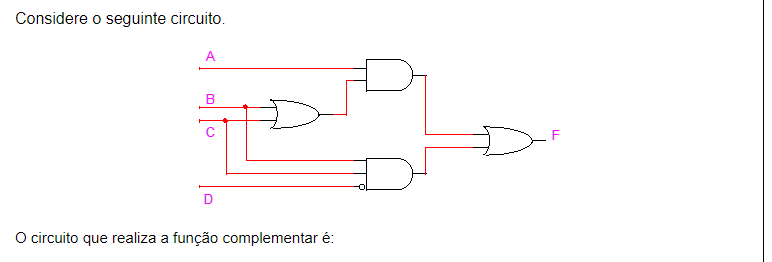 Considere o seguinte circuito.
A
B
C
D
F
O circuito que realiza a função complementar é: